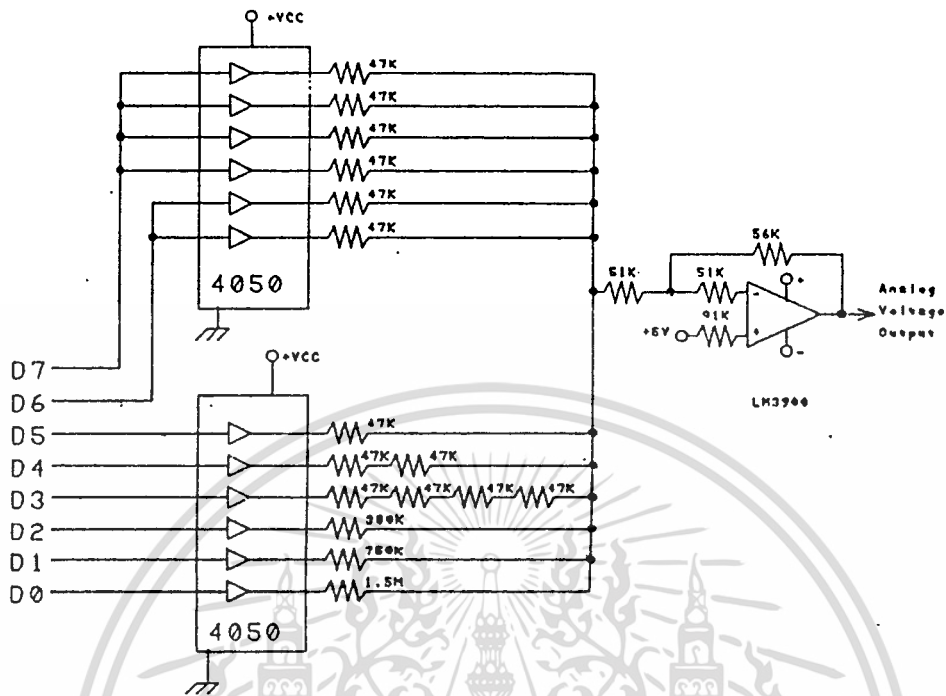 +VCC
47K
47K
47K
47K
47K
47K
4050
56K
51K
51K
-
+
Analog
Voltage
Output
91K
+5V
+
-
LM3900
D7
D6
+VCC
D5
47K
D4
47K
47K
D3
47K
47K
47K
47K
D2
380K
D1
750K
D0
1.5M
4050